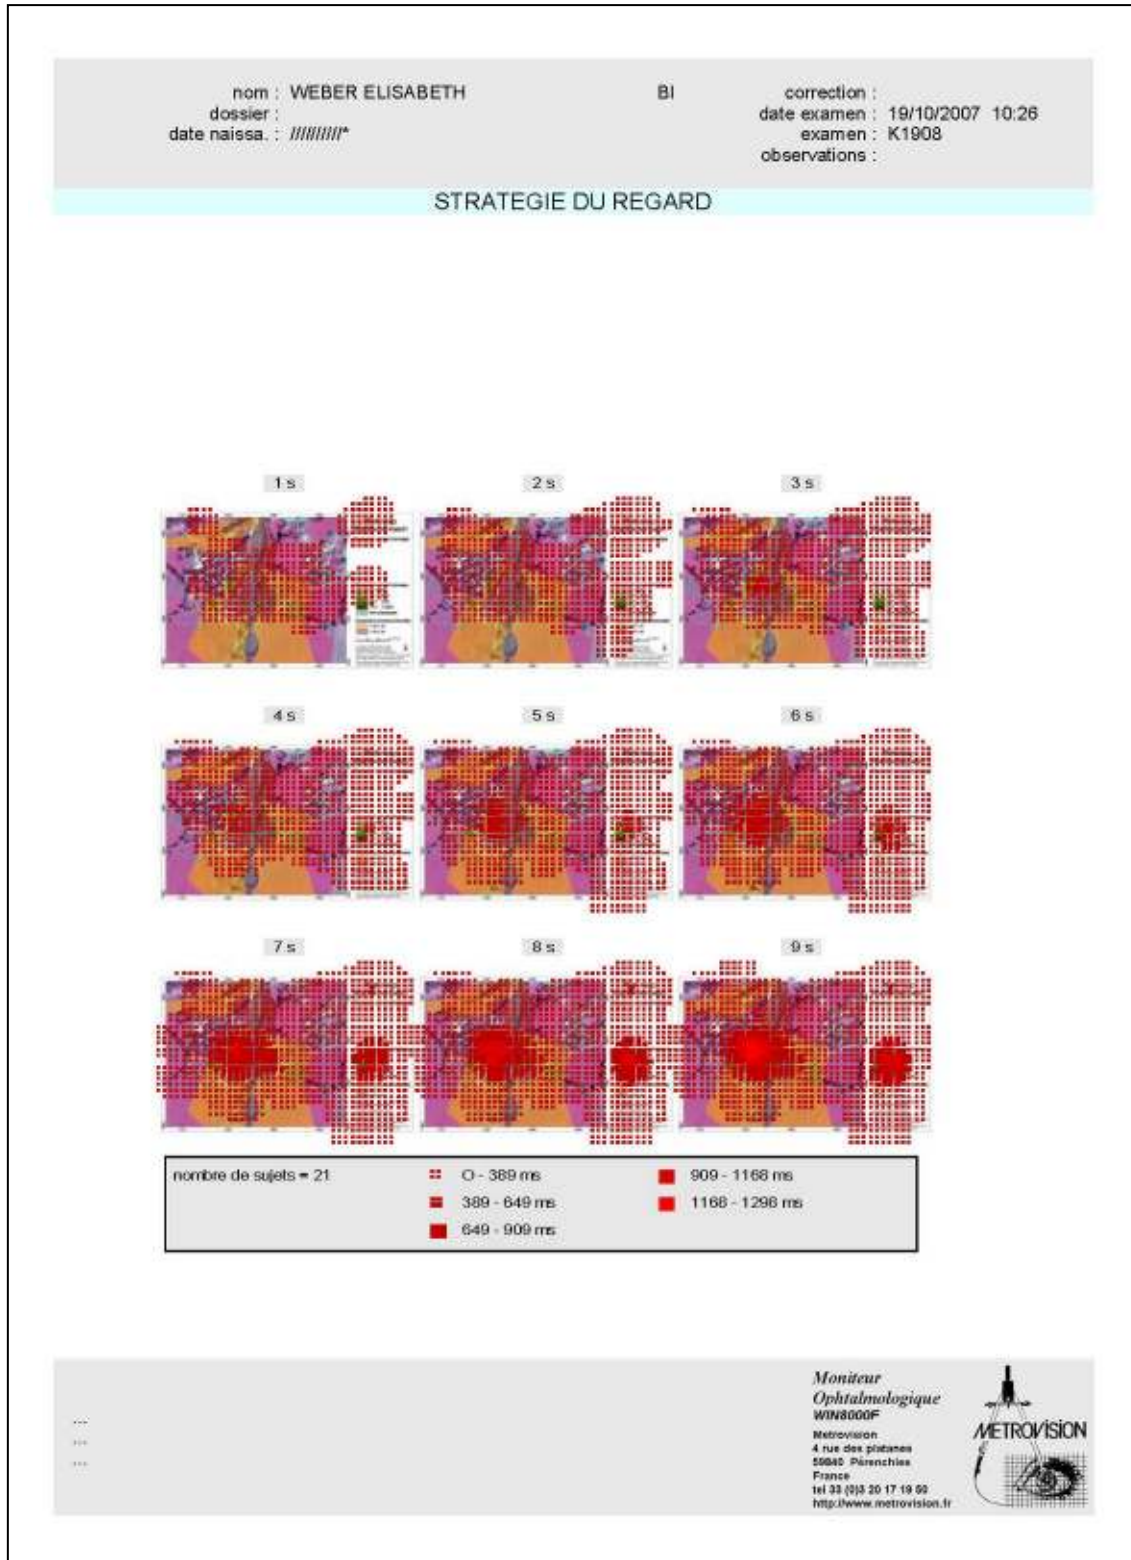 nom : WEBER ELISABETH BI correction :
dossier : date examen : 19/10/2007 10:26
date naissa. : //////////* examen : K1908
observations :
STRATEGIE DU REGARD
1 s 2 s 3 s
4 s 5 s 6 s
7 s 8 s 9 s
nombre de sujets = 21 O - 389 ms 909 - 1168 ms
389 - 649 ms 1168 - 1298 ms
649 - 909 ms
Moniteur
Ophtalmologique
WIN8000F
Metrovision
4 rue des platanes
59840 Pérenchies
France
tel 33 (0)3 20 17 19 50
http://www.metrovision.fr
METROVISION
---
---
---